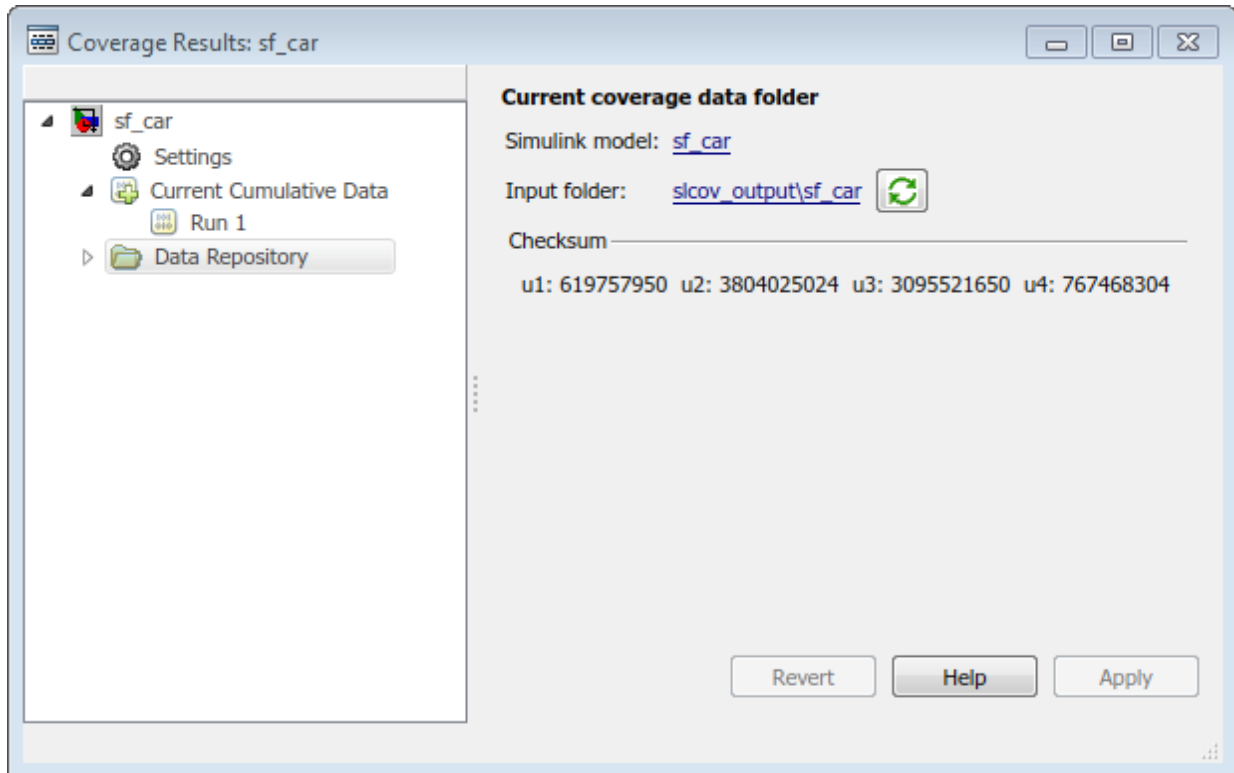 Coverage Results: sf_car
sf_car
Settings
Current Cumulative Data
Run 1
Data Repository
Current coverage data folder
Simulink model: sf_car
Input folder: slcov_output\sf_car
Checksum
u1: 619757950 u2: 3804025024 u3: 3095521650 u4: 767468304
Revert Help Apply